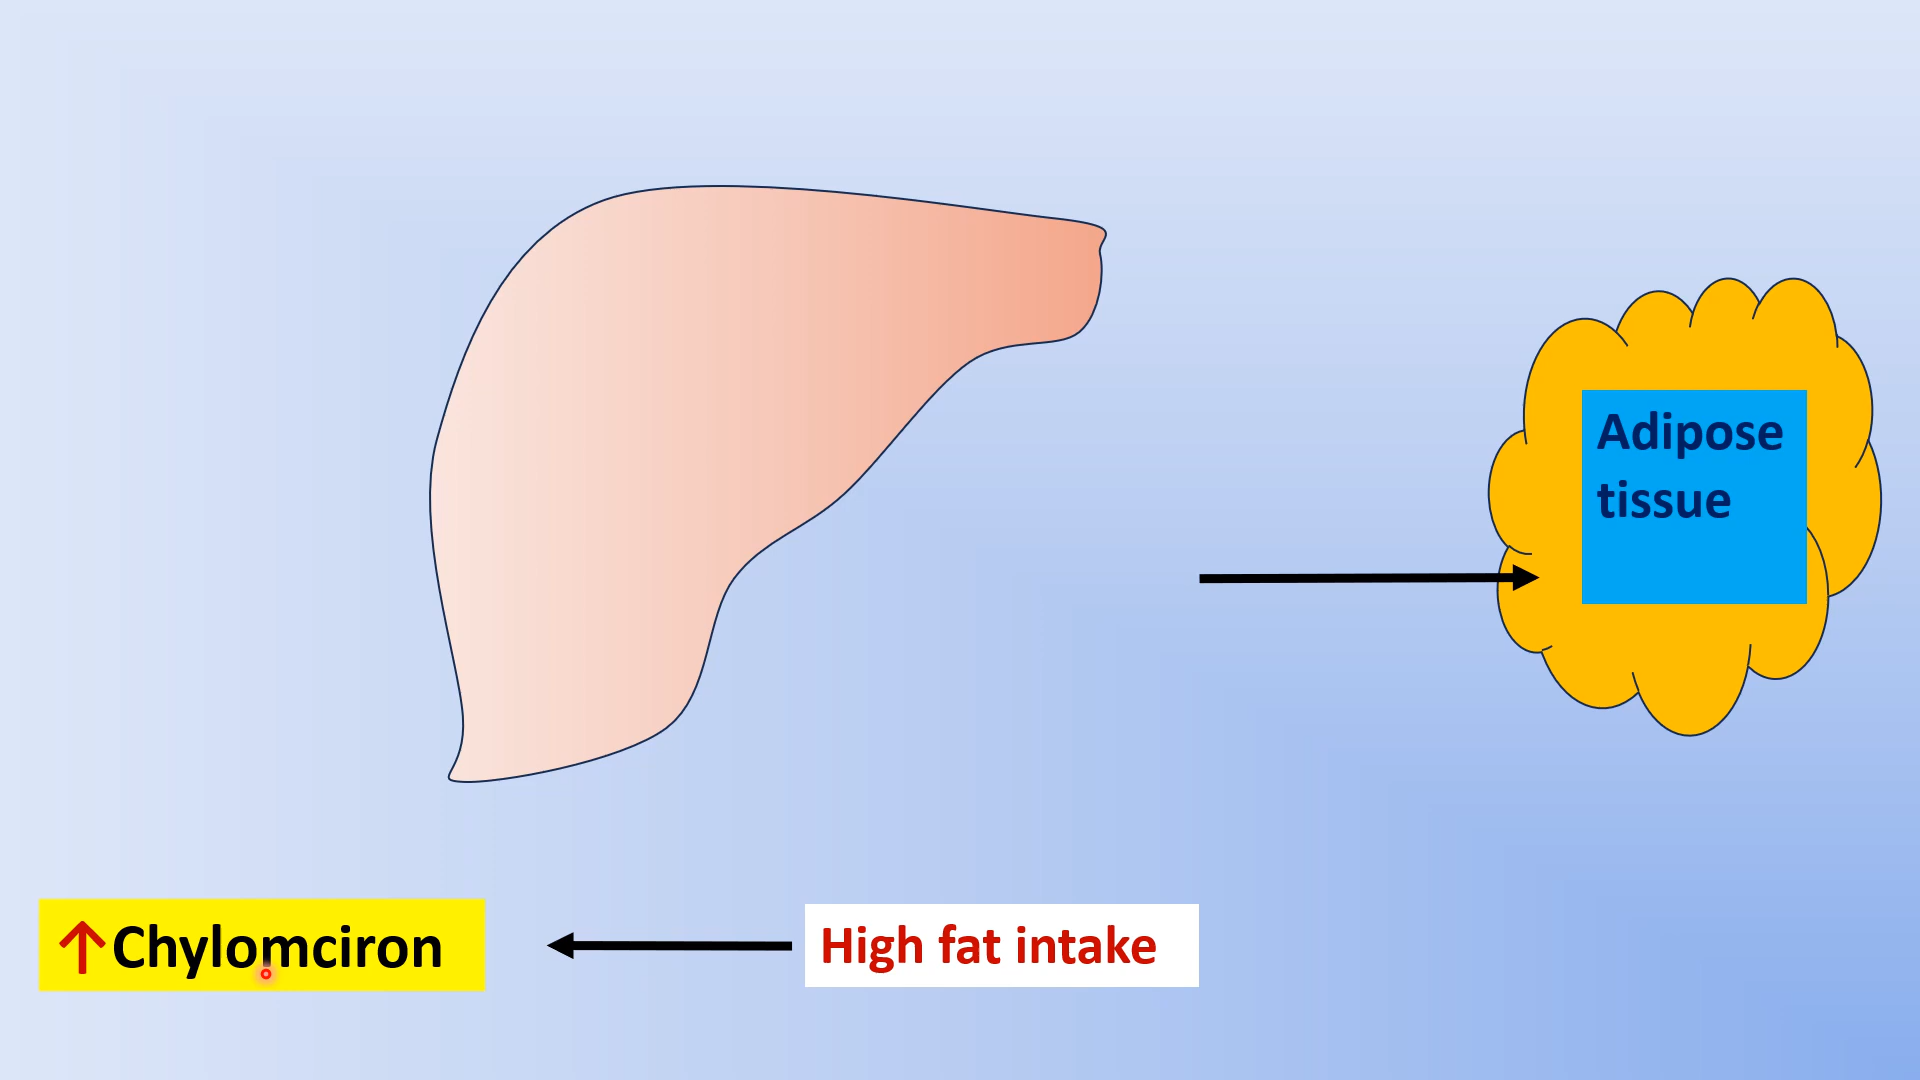 Adipose
tissue
↑Chylomciron
High fat intake